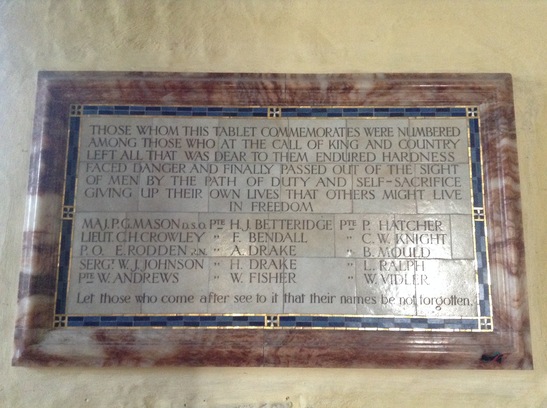 THOSE WHOM THIS TABLET COMMEMORATES WERE NUMBERED
AMONG THOSE WHO AT THE CALL OF KING AND COUNTRY
LEFT ALL THAT WAS DEAR TO THEM ENDURED HARDNESS
FACED DANGER AND FINALLY PASSED OUT OF THE SIGHT
OF MEN BY THE PATH OF DUTY AND SELF-SACRIFICE
GIVING UP THEIR OWN LIVES THAT OTHERS MIGHT LIVE
IN FREEDOM
MAJ. P. G. MASON D.S.O. PTE H. J. BETTERIDGE PTE P. HATCHER
LIEUT. C. H. CROWLEY " F. BENDALL " C. W. KNIGHT
P. O. E. RODDEN R.N. " A. DRAKE " B. MOULD
SERGT W. J. JOHNSON " H. DRAKE " L. RALPH
PTE W. ANDREWS " W. FISHER " W. VIDLER
Let those who come after see to it that their names be not forgotten.